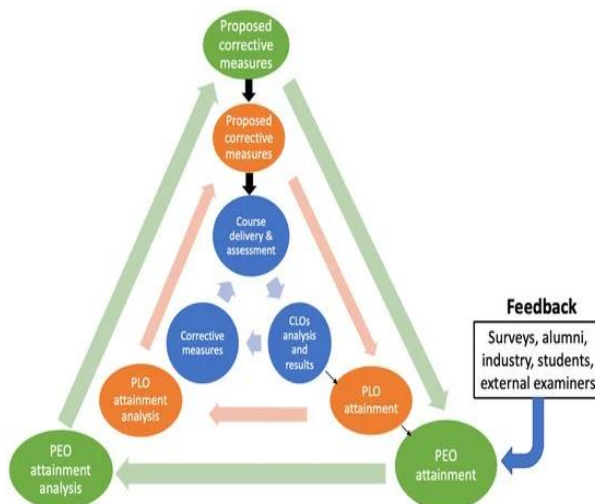 Proposed
corrective
measures
Proposed
corrective
measures
Course
delivery &
assessment
Corrective
measures
CLOs
analysis
and
results
PLO
attainment
analysis
PLO
attainment
PEO
attainment
analysis
PEO
attainment
Feedback
Surveys, alumni,
industry, students,
external examiners